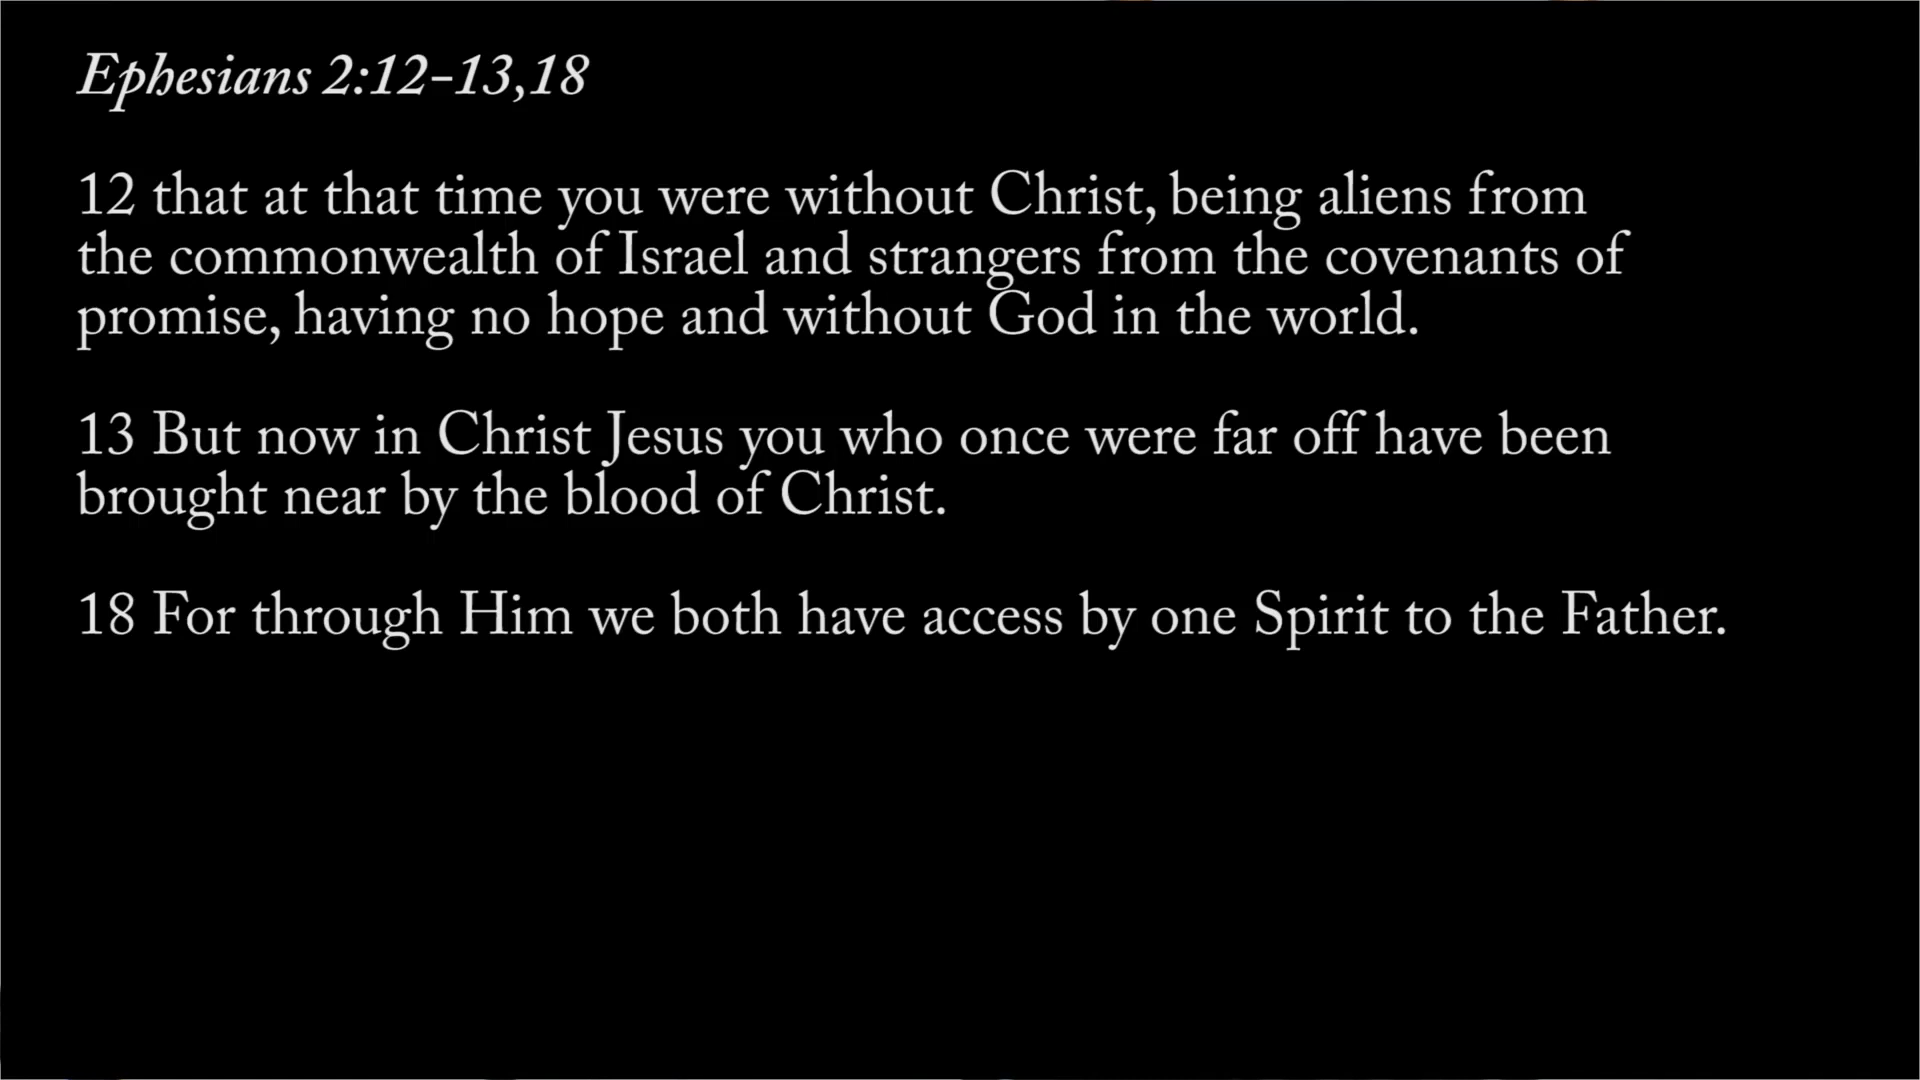 Ephesians 2:12–13,18
12 that at that time you were without Christ, being aliens from
the commonwealth of Israel and strangers from the covenants of
promise, having no hope and without God in the world.
13 But now in Christ Jesus you who once were far off have been
brought near by the blood of Christ.
18 For through Him we both have access by one Spirit to the Father.